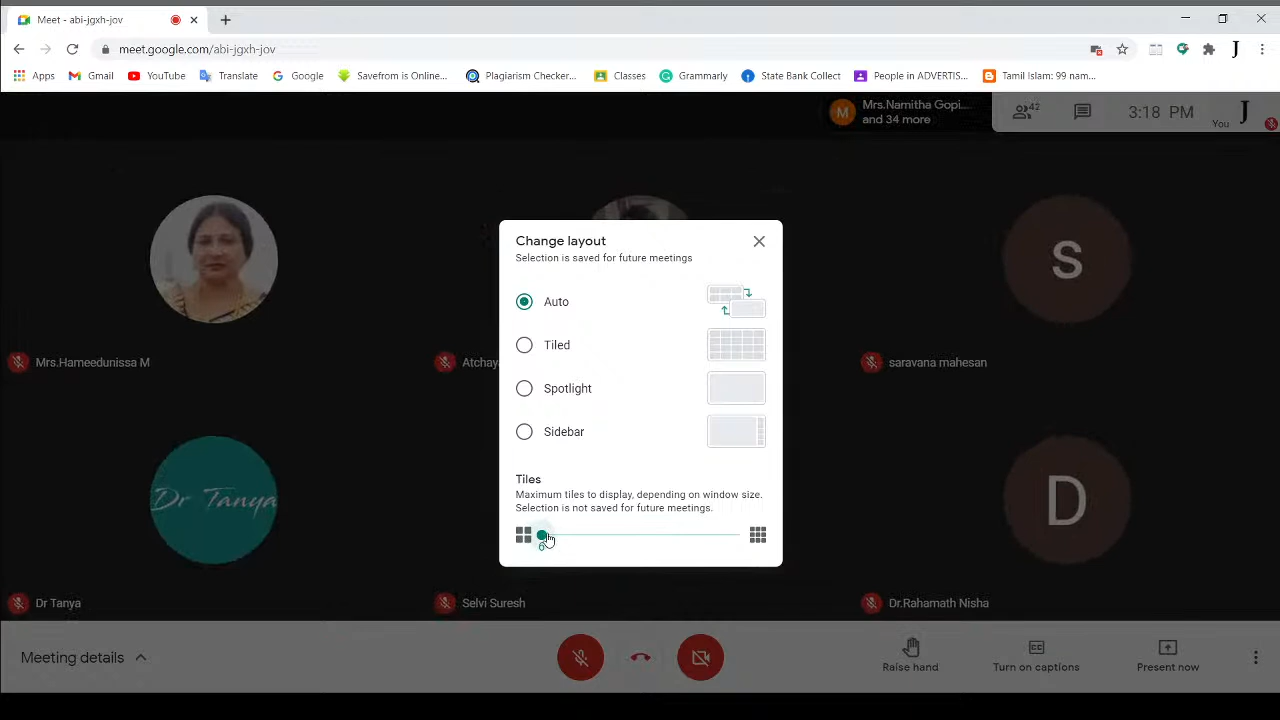 Meet - abi-jgxh-jov
meet.google.com/abi-jgxh-jov
J
Apps Gmail YouTube Translate Google Savefrom is Onlin... Plagiarism Checker... Classes Grammarly State Bank Collect People in ADVERTIS... Tamil Islam: 99 nam...
M
Mrs.Namitha Gopi....
and 34 more
42
3:18 PM
You
J
Change layout
Selection is saved for future meetings
Auto
Tiled
Spotlight
Sidebar
Tiles
Maximum tiles to display, depending on window size.
Selection is not saved for future meetings.
6
S
Mrs.Hameedunissa M
Atchay
saravana mahesan
Dr Tanya
D
Dr Tanya
Selvi Suresh
Dr.Rahamath Nisha
Meeting details
Raise hand
CC
Turn on captions
Present now